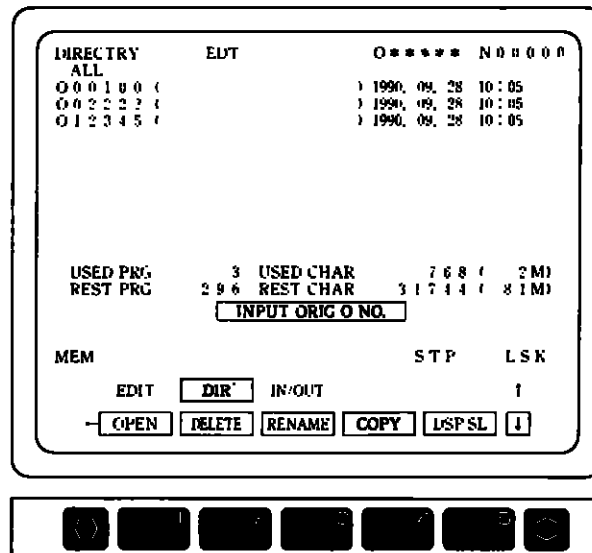 DIRECTRY EDT O***** N00000
ALL
O00100 ( ) 1990. 09. 28 10:05
O02222 ( ) 1990. 09. 28 10:05
O12345 ( ) 1990. 09. 28 10:05
USED PRG 3 USED CHAR 768 ( 2M)
REST PRG 296 REST CHAR 31744 ( 81M)
INPUT ORIG O NO.
MEM STP LSK
EDIT DIR IN/OUT ↑
OPEN DELETE RENAME COPY DSP SL ↓